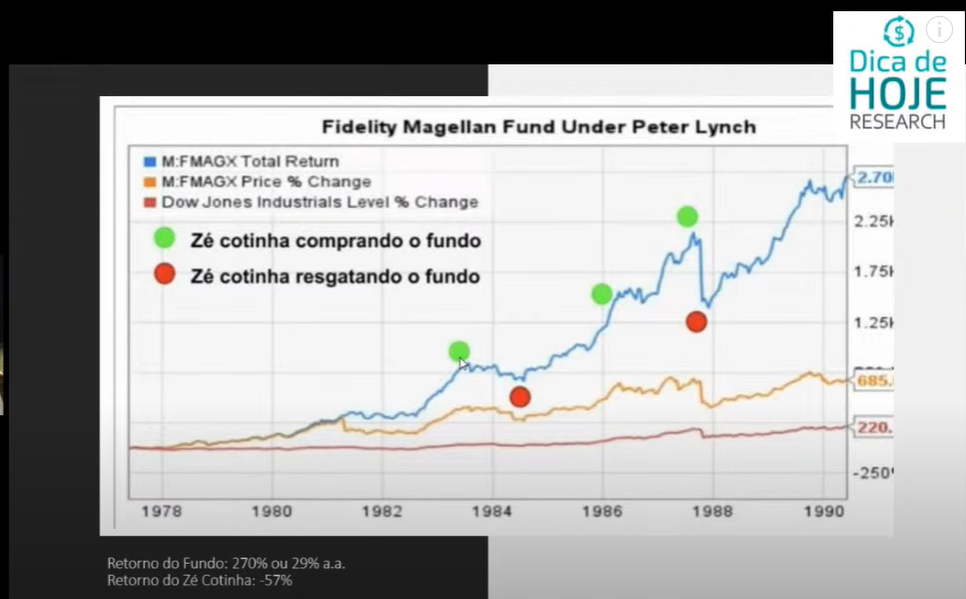 Dica de
HOJE
RESEARCH
Fidelity Magellan Fund Under Peter Lynch
M:FMAGX Total Return
M:FMAGX Price % Change
Dow Jones Industrials Level % Change
Zé cotinha comprando o fundo
Zé cotinha resgatando o fundo
2.70
2.25K
1.75K
1.25K
685.
220.
-250%
1978 1980 1982 1984 1986 1988 1990
Retorno do Fundo: 270% ou 29% a.a.
Retorno do Zé Cotinha: -57%